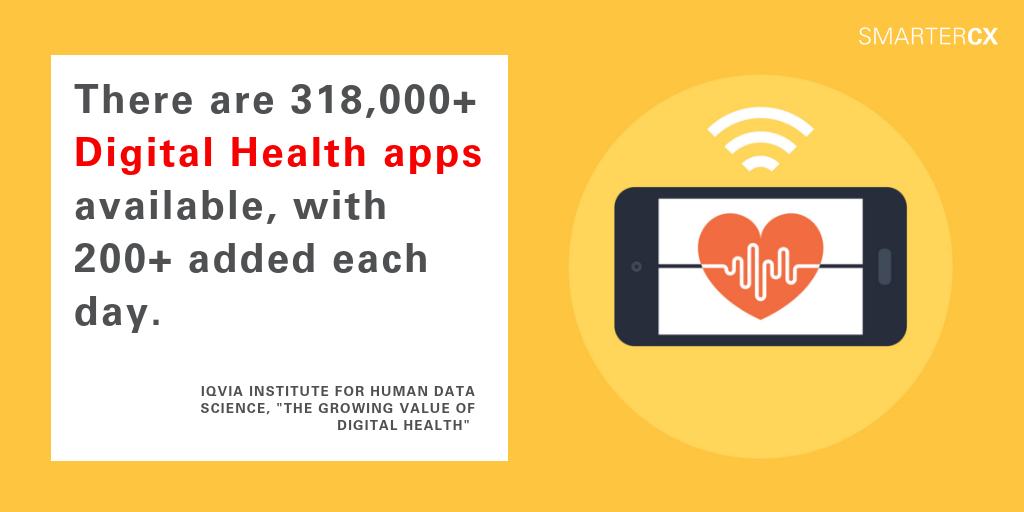 SMARTERCX
There are 318,000+
Digital Health apps
available, with
200+ added each
day.
IQVIA INSTITUTE FOR HUMAN DATA
SCIENCE, "THE GROWING VALUE OF
DIGITAL HEALTH"